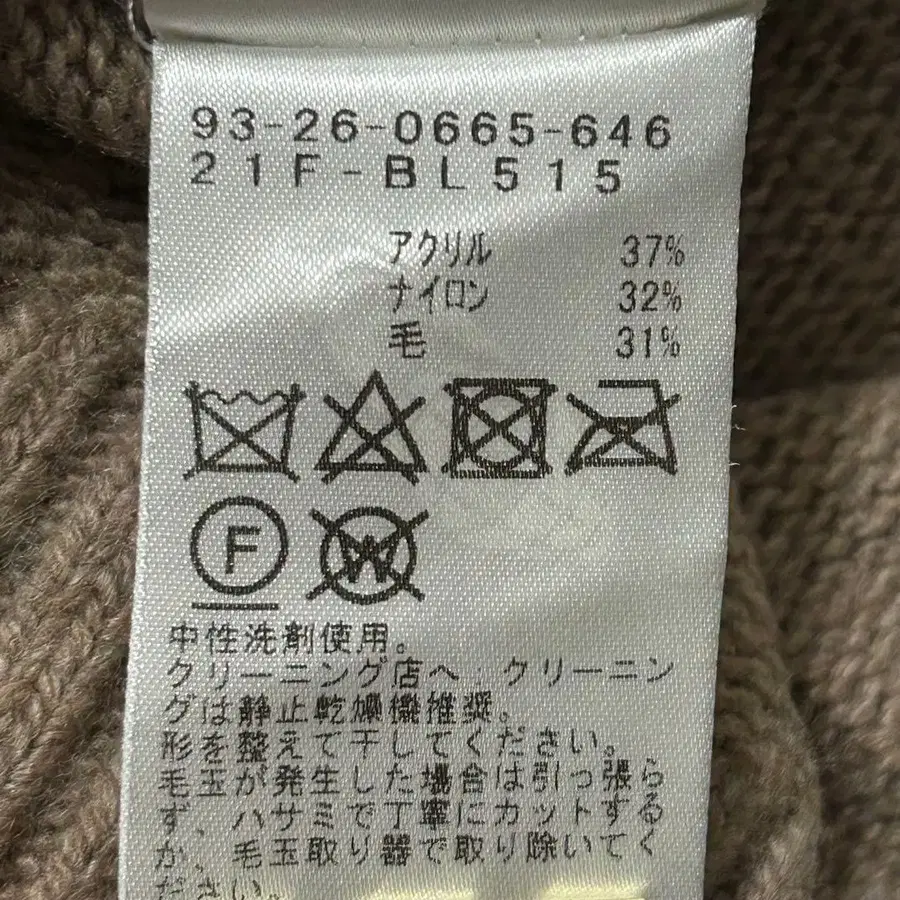 93-26-0665-646
21F-BL515
アクリル 37%
ナイロン 32%
毛 31%
F
W
中性洗剤使用。
クリーニング店へ クリーニン
グは静止乾燥機推奨。
形を整えて干してください。
毛玉が発生した場合は引っ張ら
ず、ハサミで丁寧にカットする
か、毛玉取り器で取り除いてく
ださい。